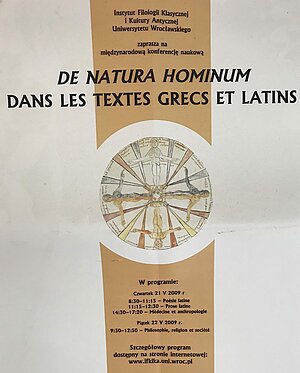 Instytut Filologii Klasycznej
i Kultury Antycznej
Uniwersytetu Wrocławskiego
zaprasza na
międzynarodową konferencję naukową
DE NATURA HOMINUM
DANS LES TEXTES GRECS ET LATINS
W programie:
Czwartek 21 V 2009 r
8:30–11:15 – Poésie latine
11:15–12:30 – Prose latine
14:30–17:20 – Médecine et anthropologie
Piątek 22 V 2009 r.
9:30–12:50 – Philosophie, religion et société
Szczegółowy program
dostępny na stronie internetowej:
www.ifkika.uni.wroc.pl